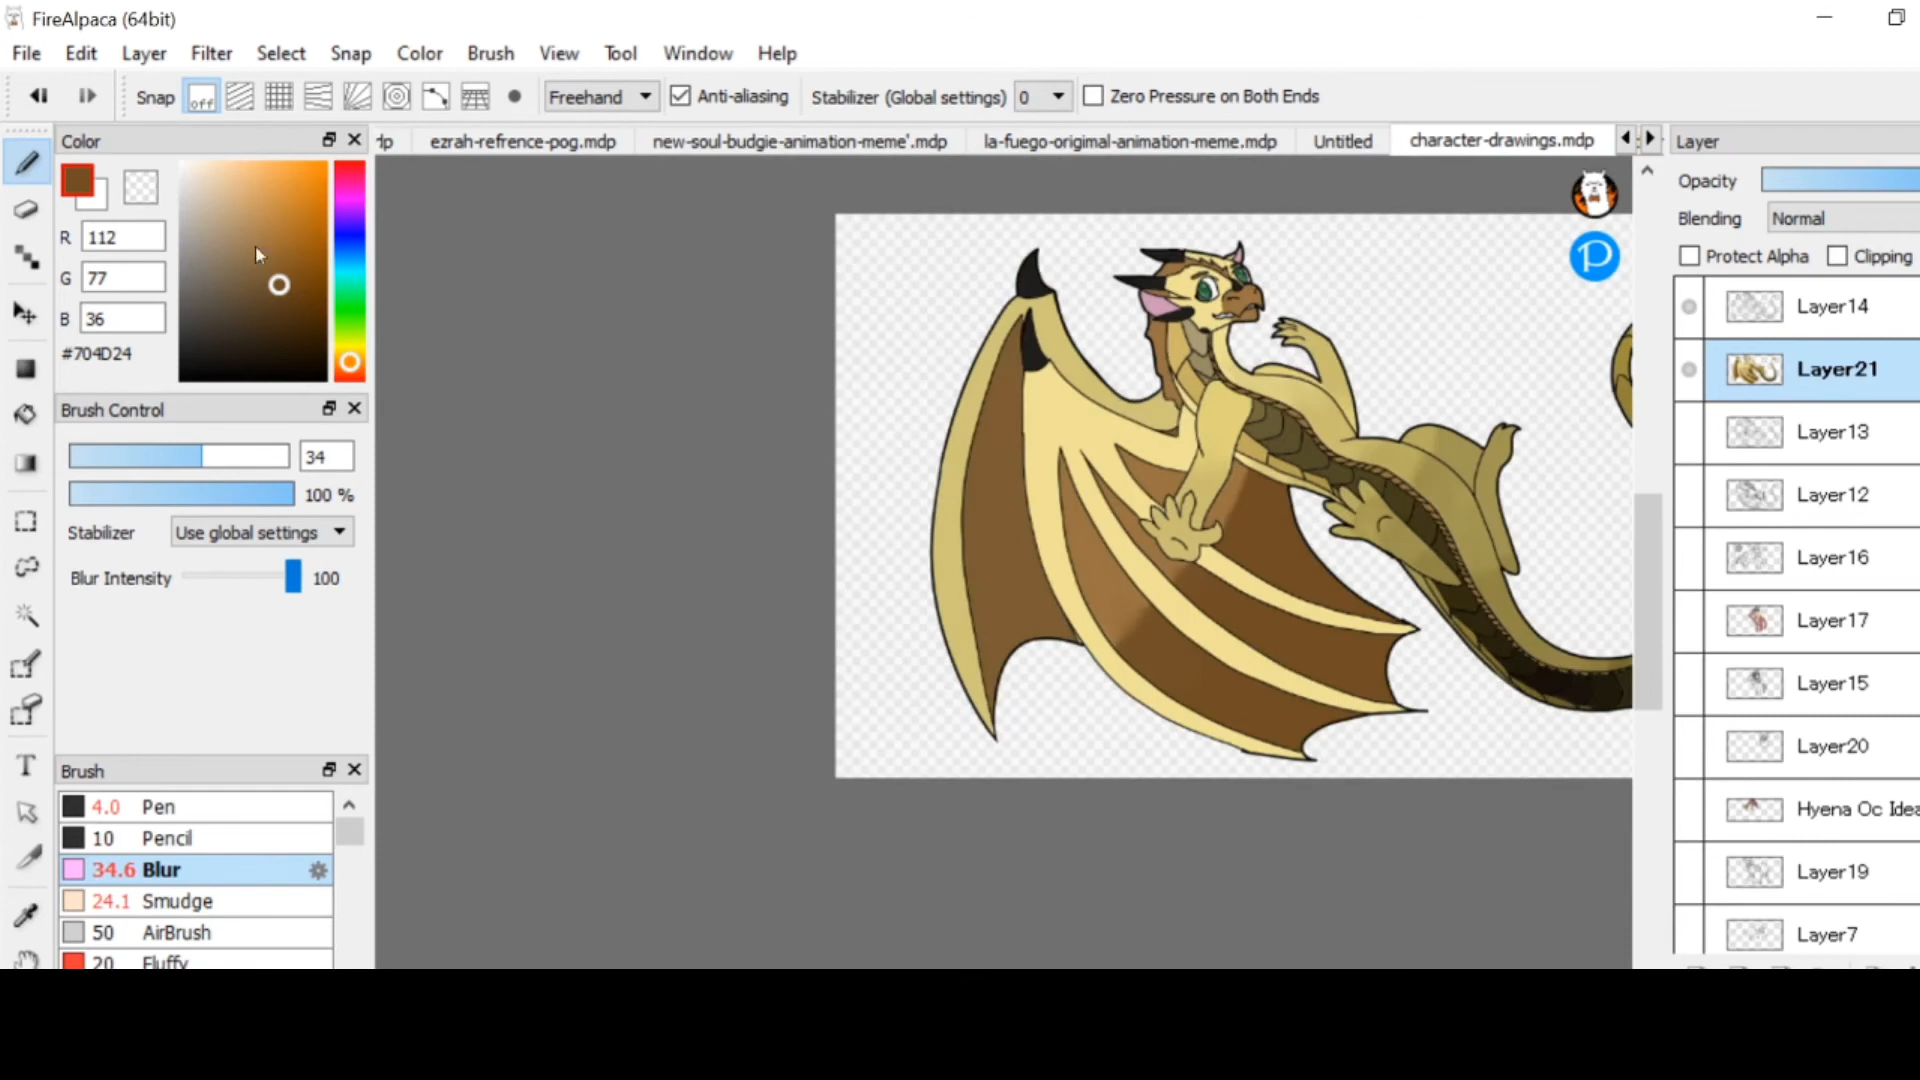 FireAlpaca (64bit)
File Edit Layer Filter Select Snap Color Brush View Tool Window Help
Snap off Freehand Anti-aliasing Stabilizer (Global settings) 0 Zero Pressure on Both Ends
Color
dp ezrah-refrence-pog.mdp new-soul-budgie-animation-meme'.mdp la-fuego-origimal-animation-meme.mdp Untitled character-drawings.mdp
Layer
R 112
G 77
B 36
#704D24
Opacity
Blending Normal
Protect Alpha Clipping
Layer14
Layer21
Layer13
Layer12
Layer16
Layer17
Layer15
Layer20
Hyena Oc Idea
Layer19
Layer7
Brush Control
34
100 %
Stabilizer Use global settings
Blur Intensity 100
Brush
4.0 Pen
10 Pencil
34.6 Blur
24.1 Smudge
50 AirBrush
20 Fluffy
T
P